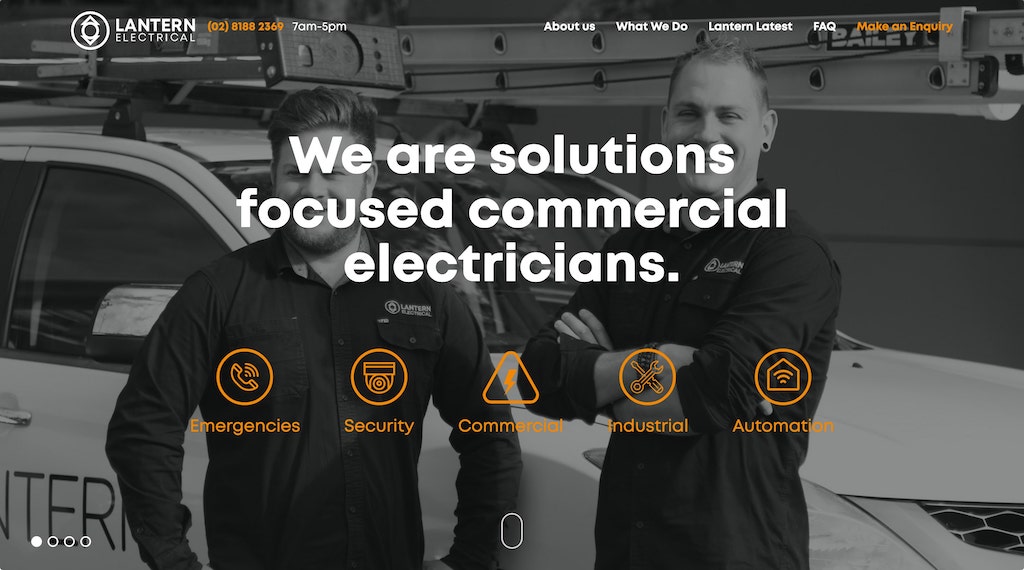 LANTERN
ELECTRICAL
(02) 8188 2369 7am-5pm
About us What We Do Lantern Latest FAQ Make an Enquiry
BAILEY
We are solutions
focused commercial
electricians.
LANTERN
ELECTRICAL
LANTERN
ELECTRICAL
Emergencies Security Commercial Industrial Automation
NTERN